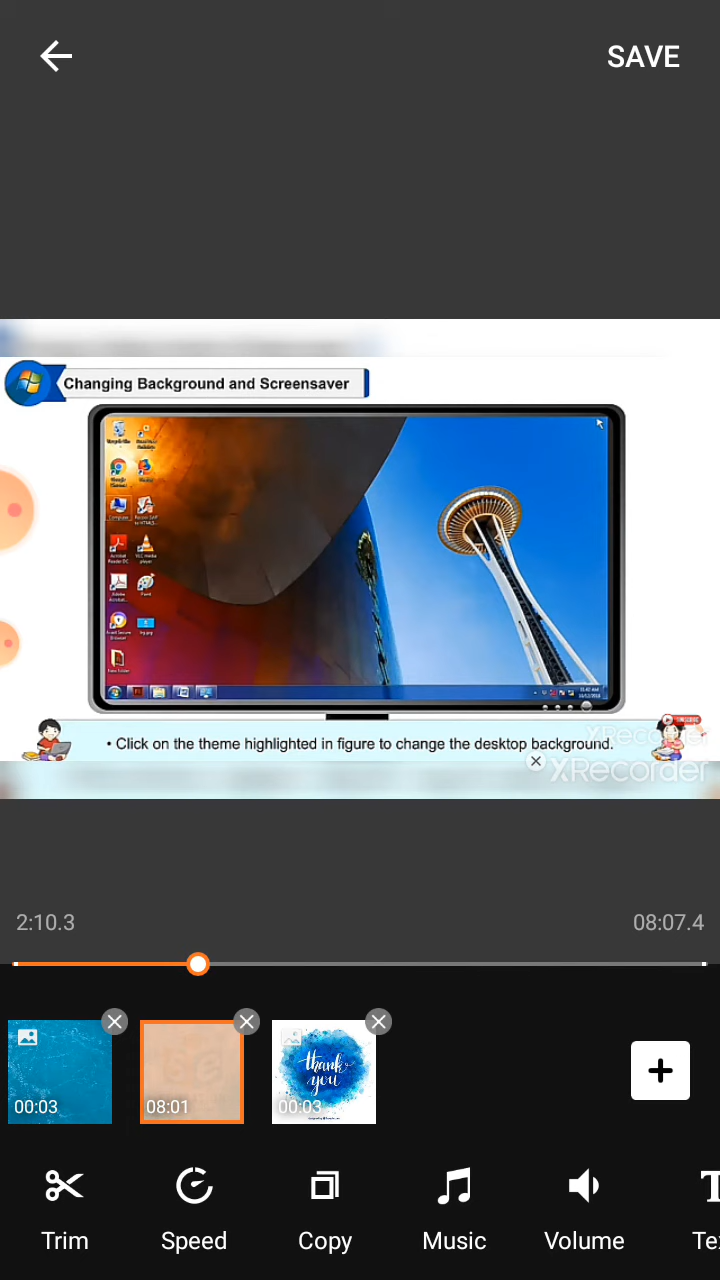 SAVE
Changing Background and Screensaver
• Click on the theme highlighted in figure to change the desktop background.
XRecorder
XRecorder
2:10.3
08:07.4
00:03
08:01
thank
you
00:03
Trim
Speed
Copy
Music
Volume